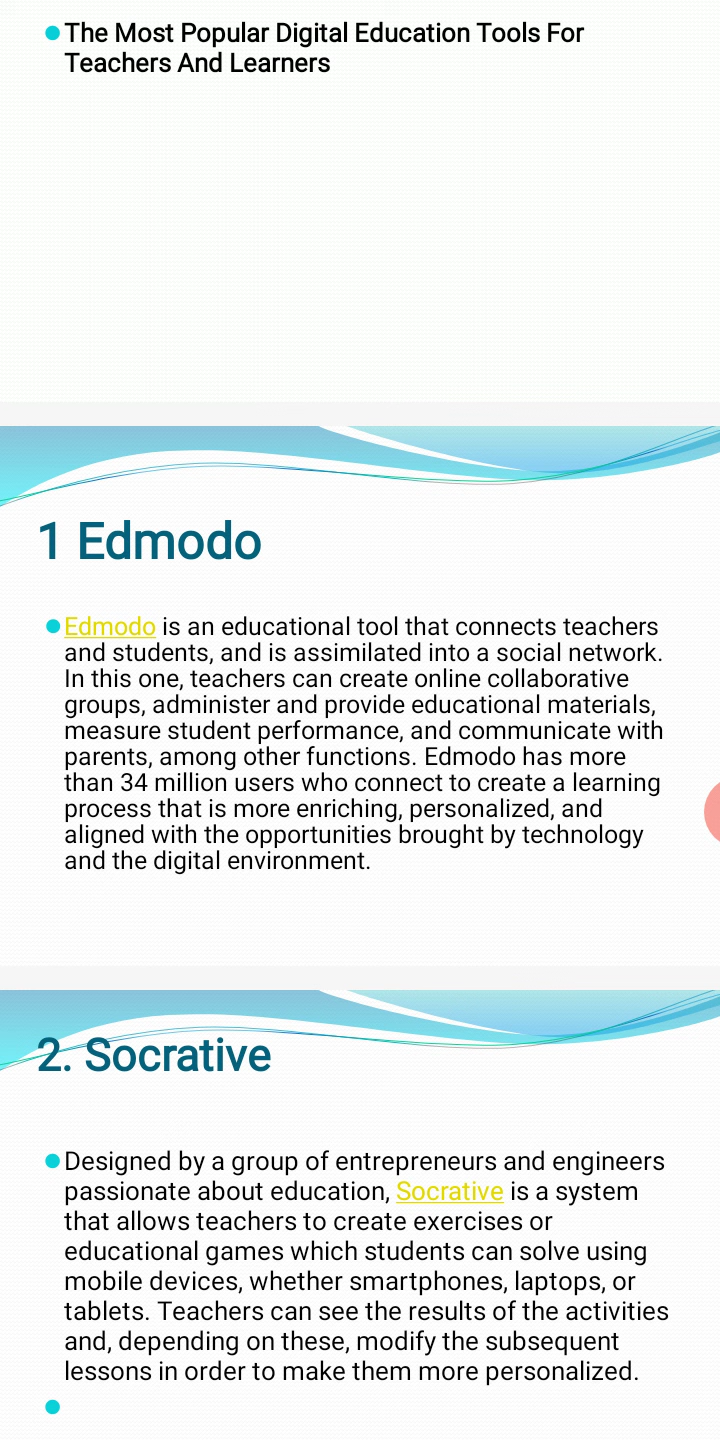 The Most Popular Digital Education Tools For
Teachers And Learners
1 Edmodo
Edmodo is an educational tool that connects teachers
and students, and is assimilated into a social network.
In this one, teachers can create online collaborative
groups, administer and provide educational materials,
measure student performance, and communicate with
parents, among other functions. Edmodo has more
than 34 million users who connect to create a learning
process that is more enriching, personalized, and
aligned with the opportunities brought by technology
and the digital environment.
2. Socrative
Designed by a group of entrepreneurs and engineers
passionate about education, Socrative is a system
that allows teachers to create exercises or
educational games which students can solve using
mobile devices, whether smartphones, laptops, or
tablets. Teachers can see the results of the activities
and, depending on these, modify the subsequent
lessons in order to make them more personalized.